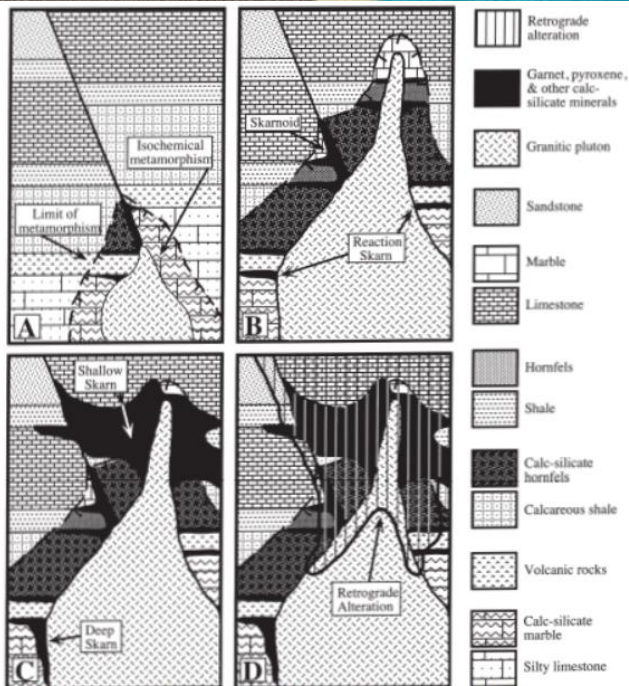 Isochemical
metamorphism
Limit of
metamorphism
A
Skarnoid
Reaction
Skarn
B
Shallow
Skarn
Deep
Skarn
C
Retrograde
Alteration
D
Retrograde
alteration
Garnet, pyroxene,
& other calc-
silicate minerals
Granitic pluton
Sandstone
Marble
Limestone
Hornfels
Shale
Calc-silicate
hornfels
Calcareous shale
Volcanic rocks
Calc-silicate
marble
Silty limestone